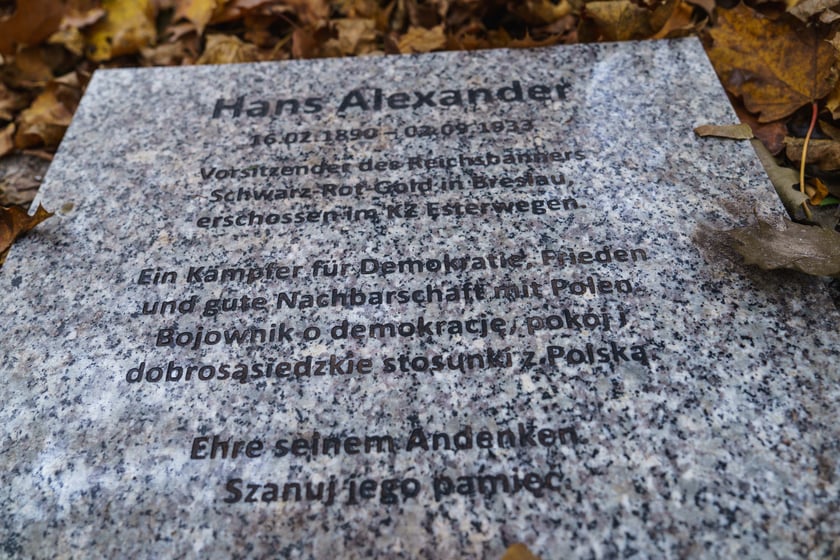 Hans Alexander
16.02.1890 – 02.09.1933
Vorsitzender des Reichsbanners
Schwarz-Rot-Gold in Breslau,
erschossen im KZ Esterwegen.
Ein Kämpfer für Demokratie, Frieden
und gute Nachbarschaft mit Polen.
Bojownik o demokrację, pokój i
dobrosąsiedzkie stosunki z Polską.
Ehre seinem Andenken.
Szanuj jego pamięć.